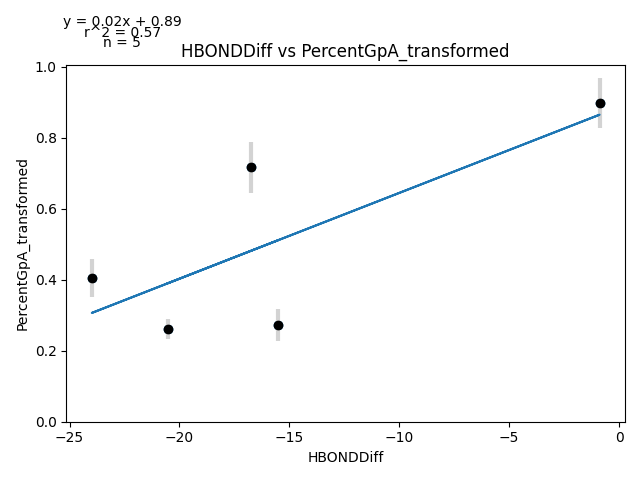 y = 0.02x + 0.89
r^2 = 0.57
n = 5
HBONDDiff vs PercentGpA_transformed
PercentGpA_transformed
1.0
0.8
0.6
0.4
0.2
0.0
−25
−20
−15
−10
−5
0
HBONDDiff